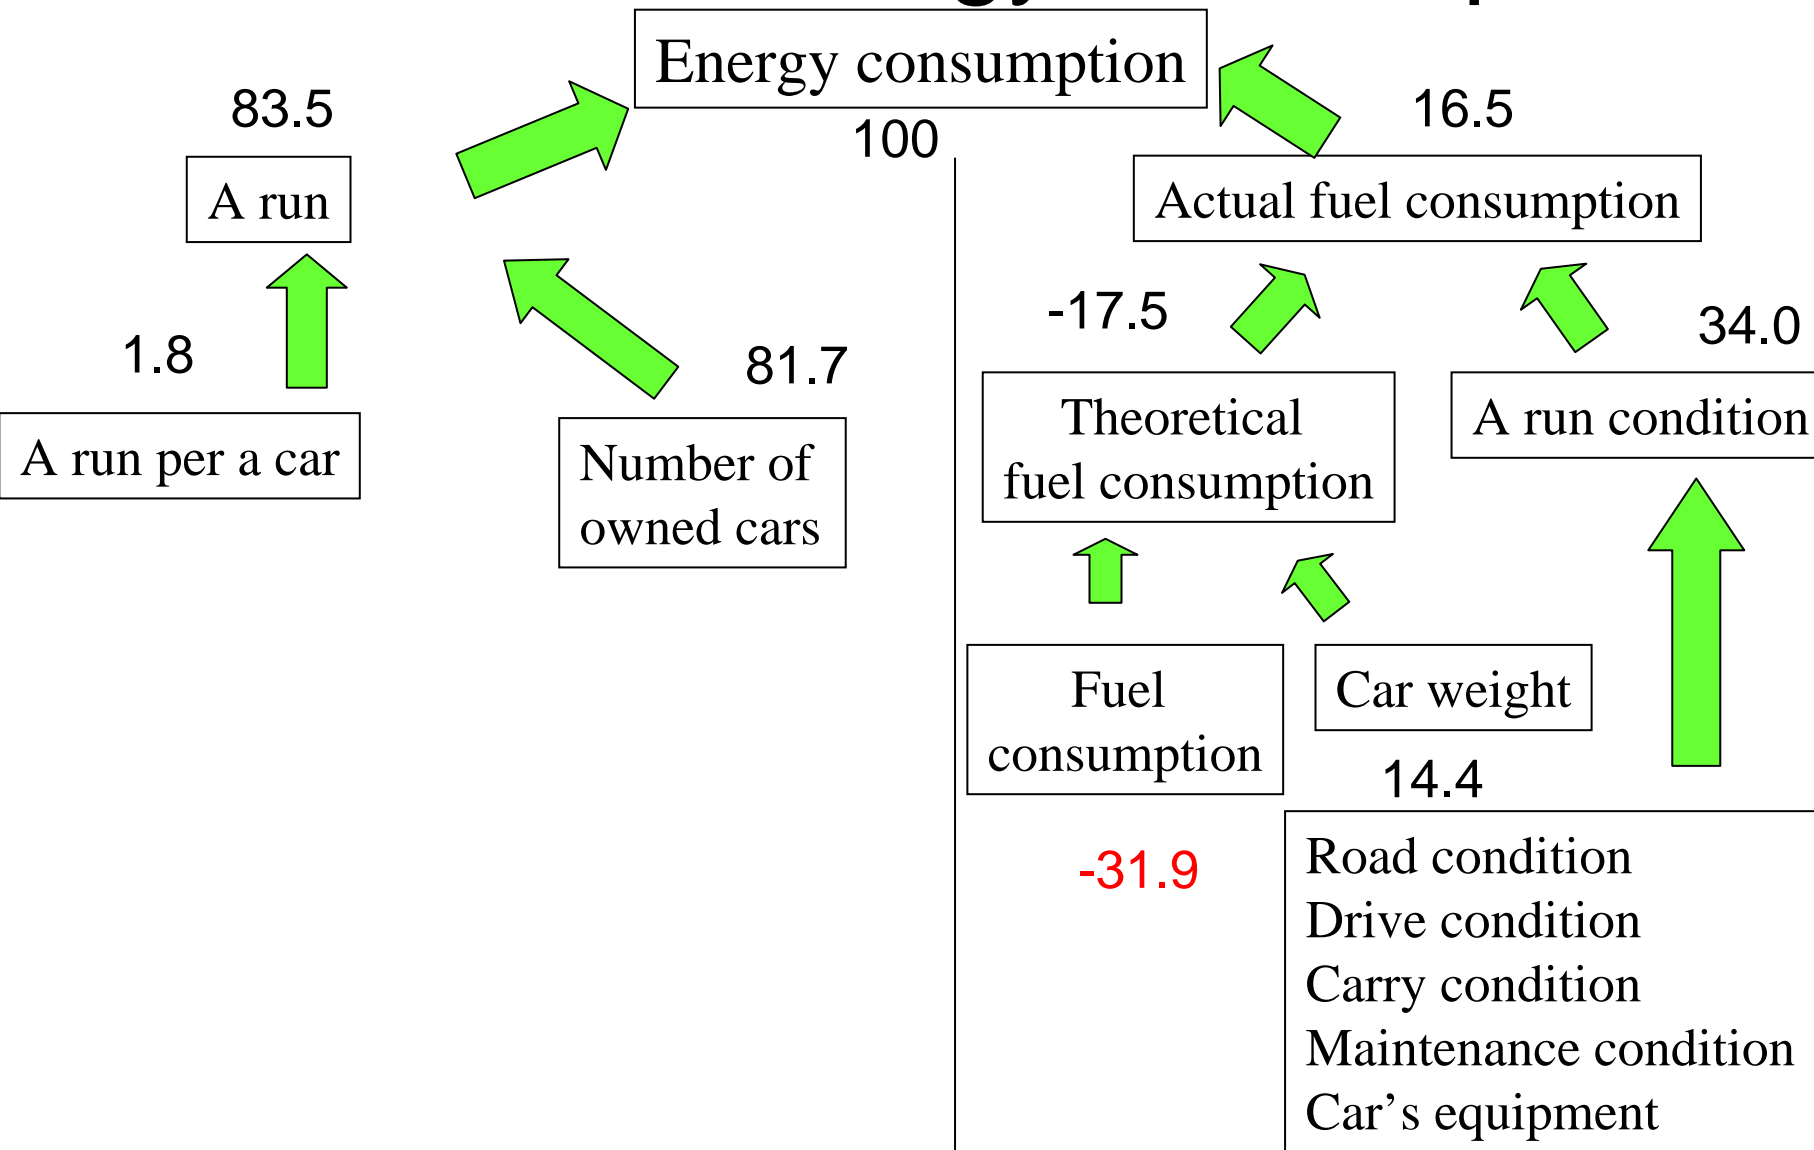 Energy consumption
100
83.5
A run
16.5
Actual fuel consumption
1.8
A run per a car
81.7
Number of
owned cars
-17.5
Theoretical
fuel consumption
34.0
A run condition
Fuel
consumption
-31.9
Car weight
14.4
Road condition
Drive condition
Carry condition
Maintenance condition
Car’s equipment